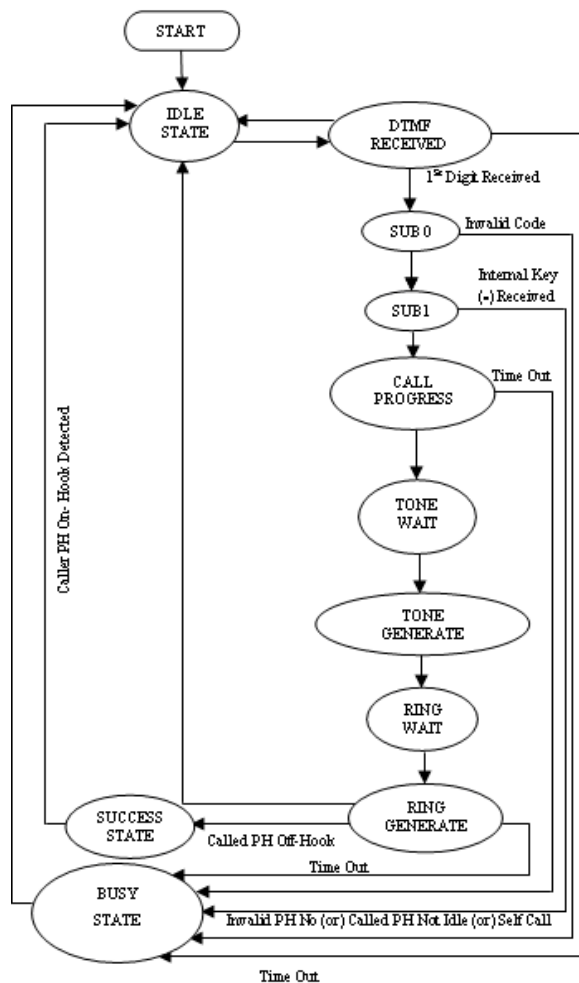 START
IDLE
STATE
DTMF
RECEIVED
1st Digit Received
SUB 0
Invalid Code
Internal Key
(*) Received
SUB1
CALL
PROGRESS
Time Out
TONE
WAIT
Caller PH On- Hook Detected
TONE
GENERATE
RING
WAIT
RING
GENERATE
SUCCESS
STATE
Called PH Off-Hook
Time Out
BUSY
STATE
Invalid PH No (or) Called PH Not Idle (or) Self Call
Time Out